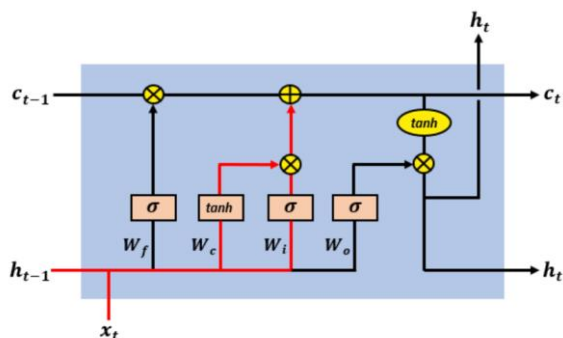 h_t
c_{t-1} c_t
tanh
σ tanh σ σ
W_f W_c W_i W_o
h_{t-1} h_t
x_t